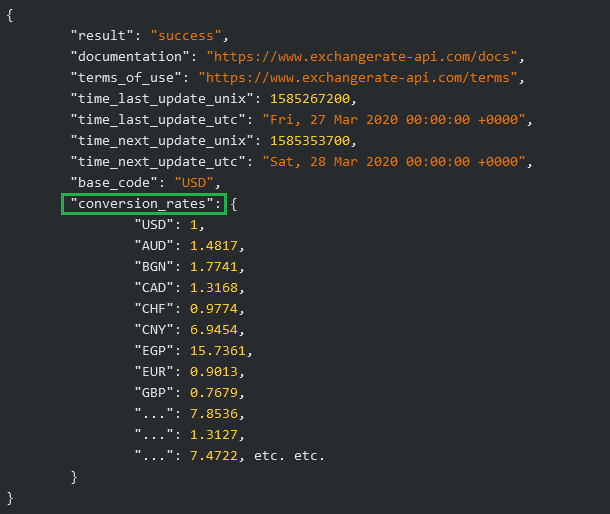 {
"result": "success",
"documentation": "https://www.exchangerate-api.com/docs",
"terms_of_use": "https://www.exchangerate-api.com/terms",
"time_last_update_unix": 1585267200,
"time_last_update_utc": "Fri, 27 Mar 2020 00:00:00 +0000",
"time_next_update_unix": 1585353700,
"time_next_update_utc": "Sat, 28 Mar 2020 00:00:00 +0000",
"base_code": "USD",
"conversion_rates": {
"USD": 1,
"AUD": 1.4817,
"BGN": 1.7741,
"CAD": 1.3168,
"CHF": 0.9774,
"CNY": 6.9454,
"EGP": 15.7361,
"EUR": 0.9013,
"GBP": 0.7679,
"...": 7.8536,
"...": 1.3127,
"...": 7.4722, etc. etc.
}
}